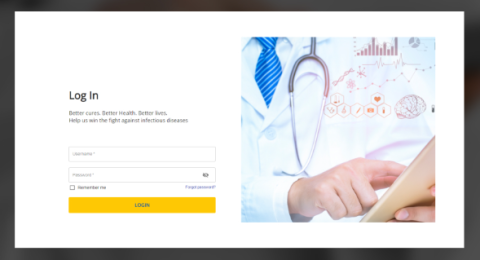 Log In
Better cures. Better Health. Better lives.
Help us win the fight against infectious diseases
Username *
Password *
Remember me
Forgot password?
LOGIN